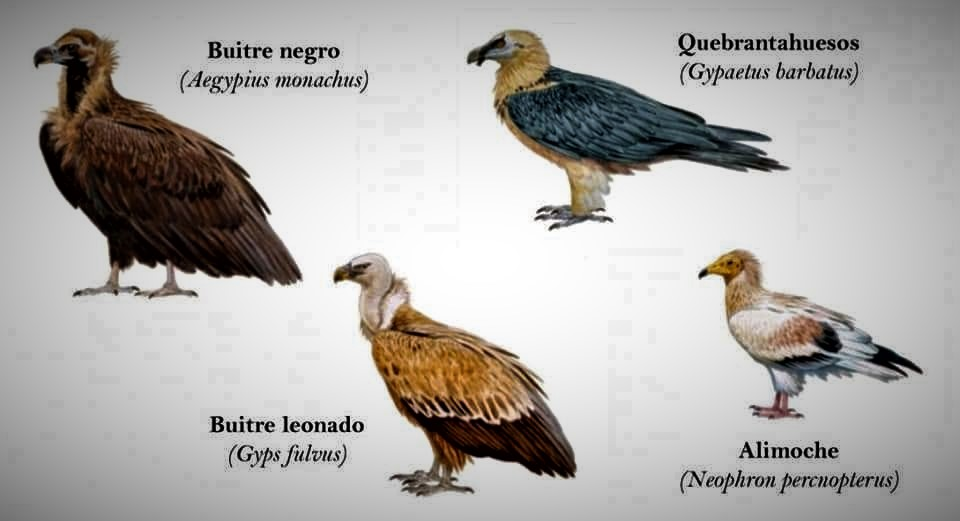 Buitre negro
(Aegypius monachus)
Quebrantahuesos
(Gypaetus barbatus)
Buitre leonado
(Gyps fulvus)
Alimoche
(Neophron percnopterus)